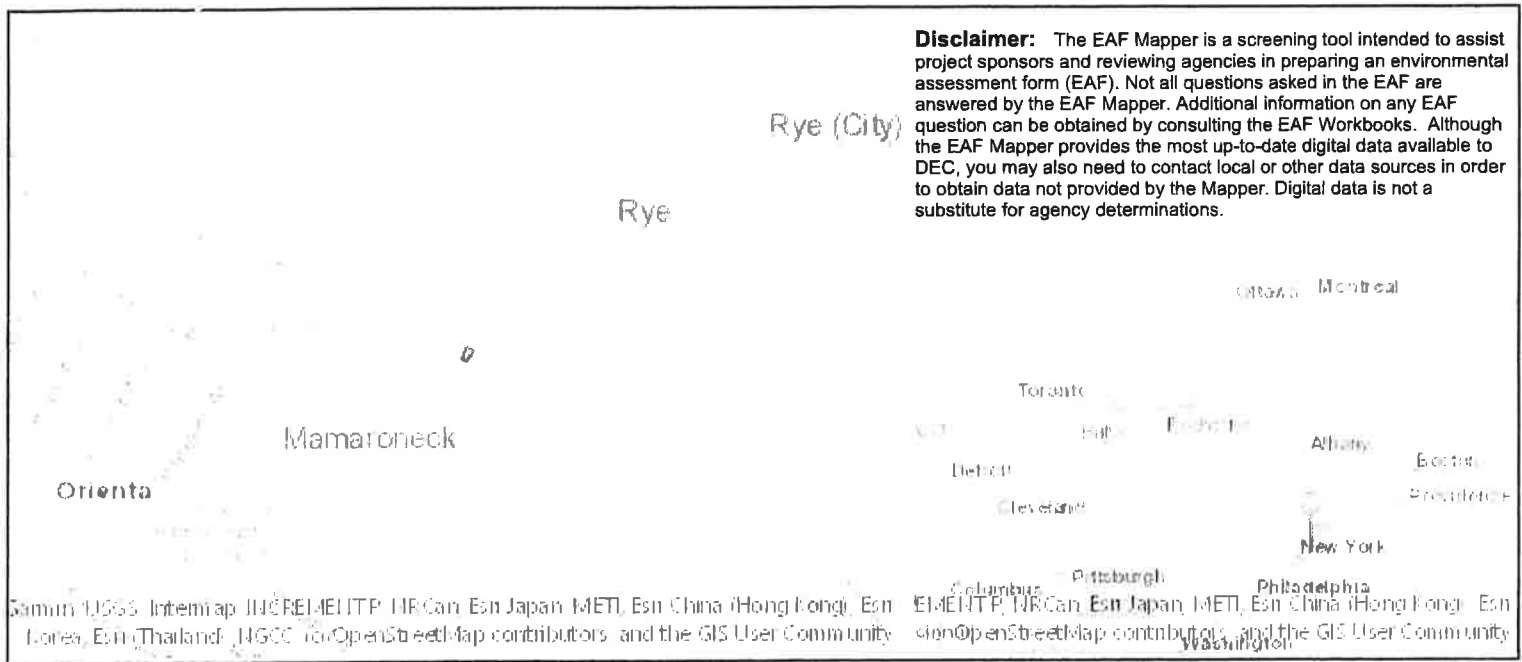 Disclaimer: The EAF Mapper is a screening tool intended to assist
project sponsors and reviewing agencies in preparing an environmental
assessment form (EAF). Not all questions asked in the EAF are
answered by the EAF Mapper. Additional information on any EAF
question can be obtained by consulting the EAF Workbooks. Although
the EAF Mapper provides the most up-to-date digital data available to
DEC, you may also need to contact local or other data sources in order
to obtain data not provided by the Mapper. Digital data is not a
substitute for agency determinations.
Rye (City)
Rye
Mamaroneck
Orienta
Ottawa Montreal
Toronto
Rochester
Albany
Boston
Detroit
Providence
Cleveland
New York
Pittsburgh
Columbus
Philadelphia
Washington
USGS, Intermap, INCREMENT P, NRCan, Esri Japan, METI, Esri China (Hong Kong), Esri
Korea, Esri (Thailand), NGCC, (c) OpenStreetMap contributors, and the GIS User Community
NRCan, Esri Japan, METI, Esri China (Hong Kong), Esri
OpenStreetMap contributors, and the GIS User Community